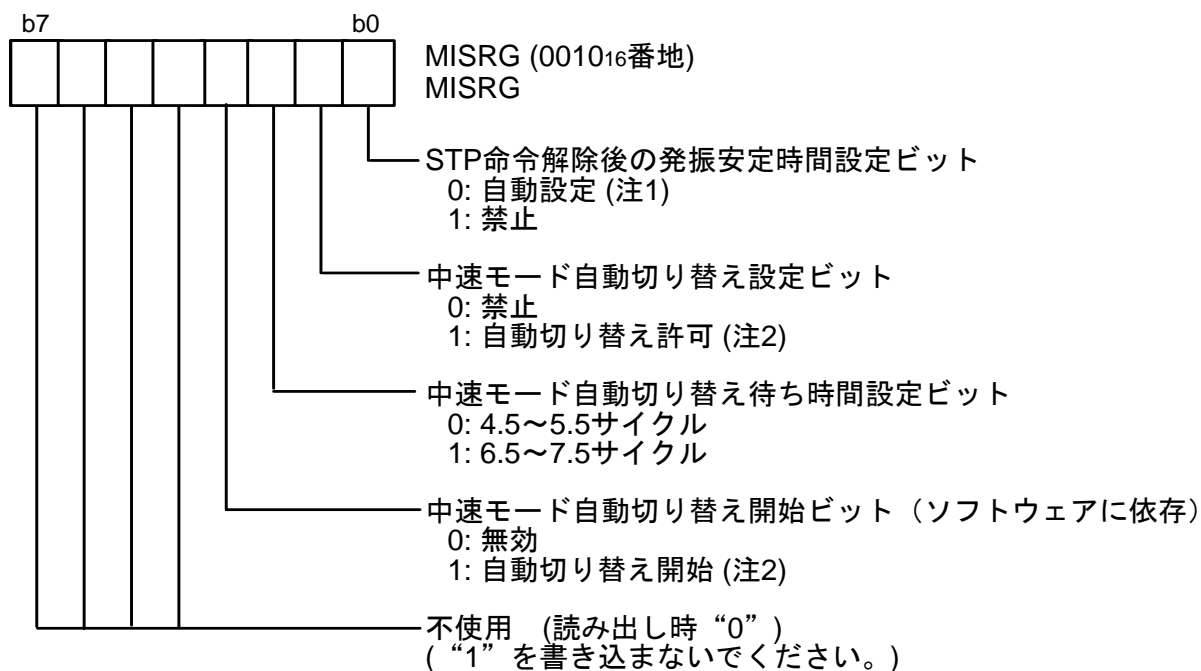 b7 b0
MISRG (001016番地)
MISRG
STP命令解除後の発振安定時間設定ビット
0: 自動設定 (注1)
1: 禁止
中速モード自動切り替え設定ビット
0: 禁止
1: 自動切り替え許可 (注2)
中速モード自動切り替え待ち時間設定ビット
0: 4.5～5.5サイクル
1: 6.5～7.5サイクル
中速モード自動切り替え開始ビット（ソフトウェアに依存）
0: 無効
1: 自動切り替え開始 (注2)
不使用 (読み出し時“0”)
(“1”を書き込まないでください。)